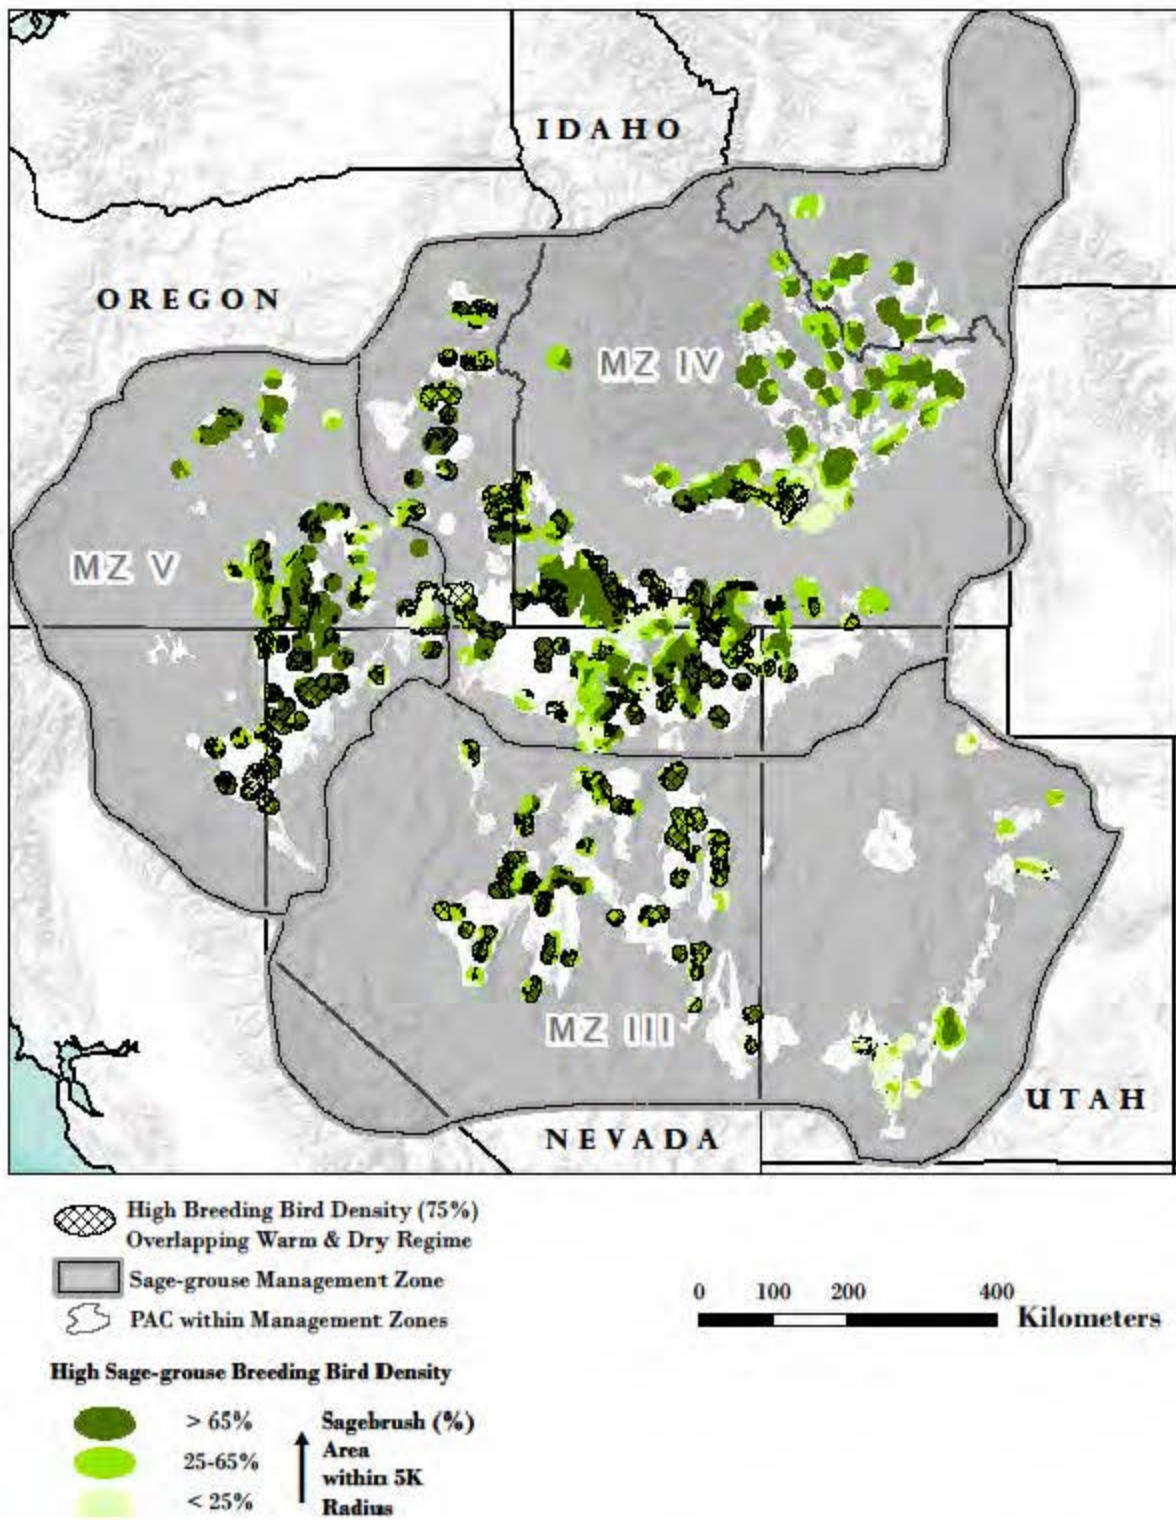 IDAHO
OREGON
MZ IV
MZ V
MZ III
UTAH
NEVADA
High Breeding Bird Density (75%)
Overlapping Warm & Dry Regime
Sage-grouse Management Zone
PAC within Management Zones
0 100 200 400
Kilometers
High Sage-grouse Breeding Bird Density
> 65%
25-65%
< 25%
Sagebrush (%)
Area
within 5K
Radius